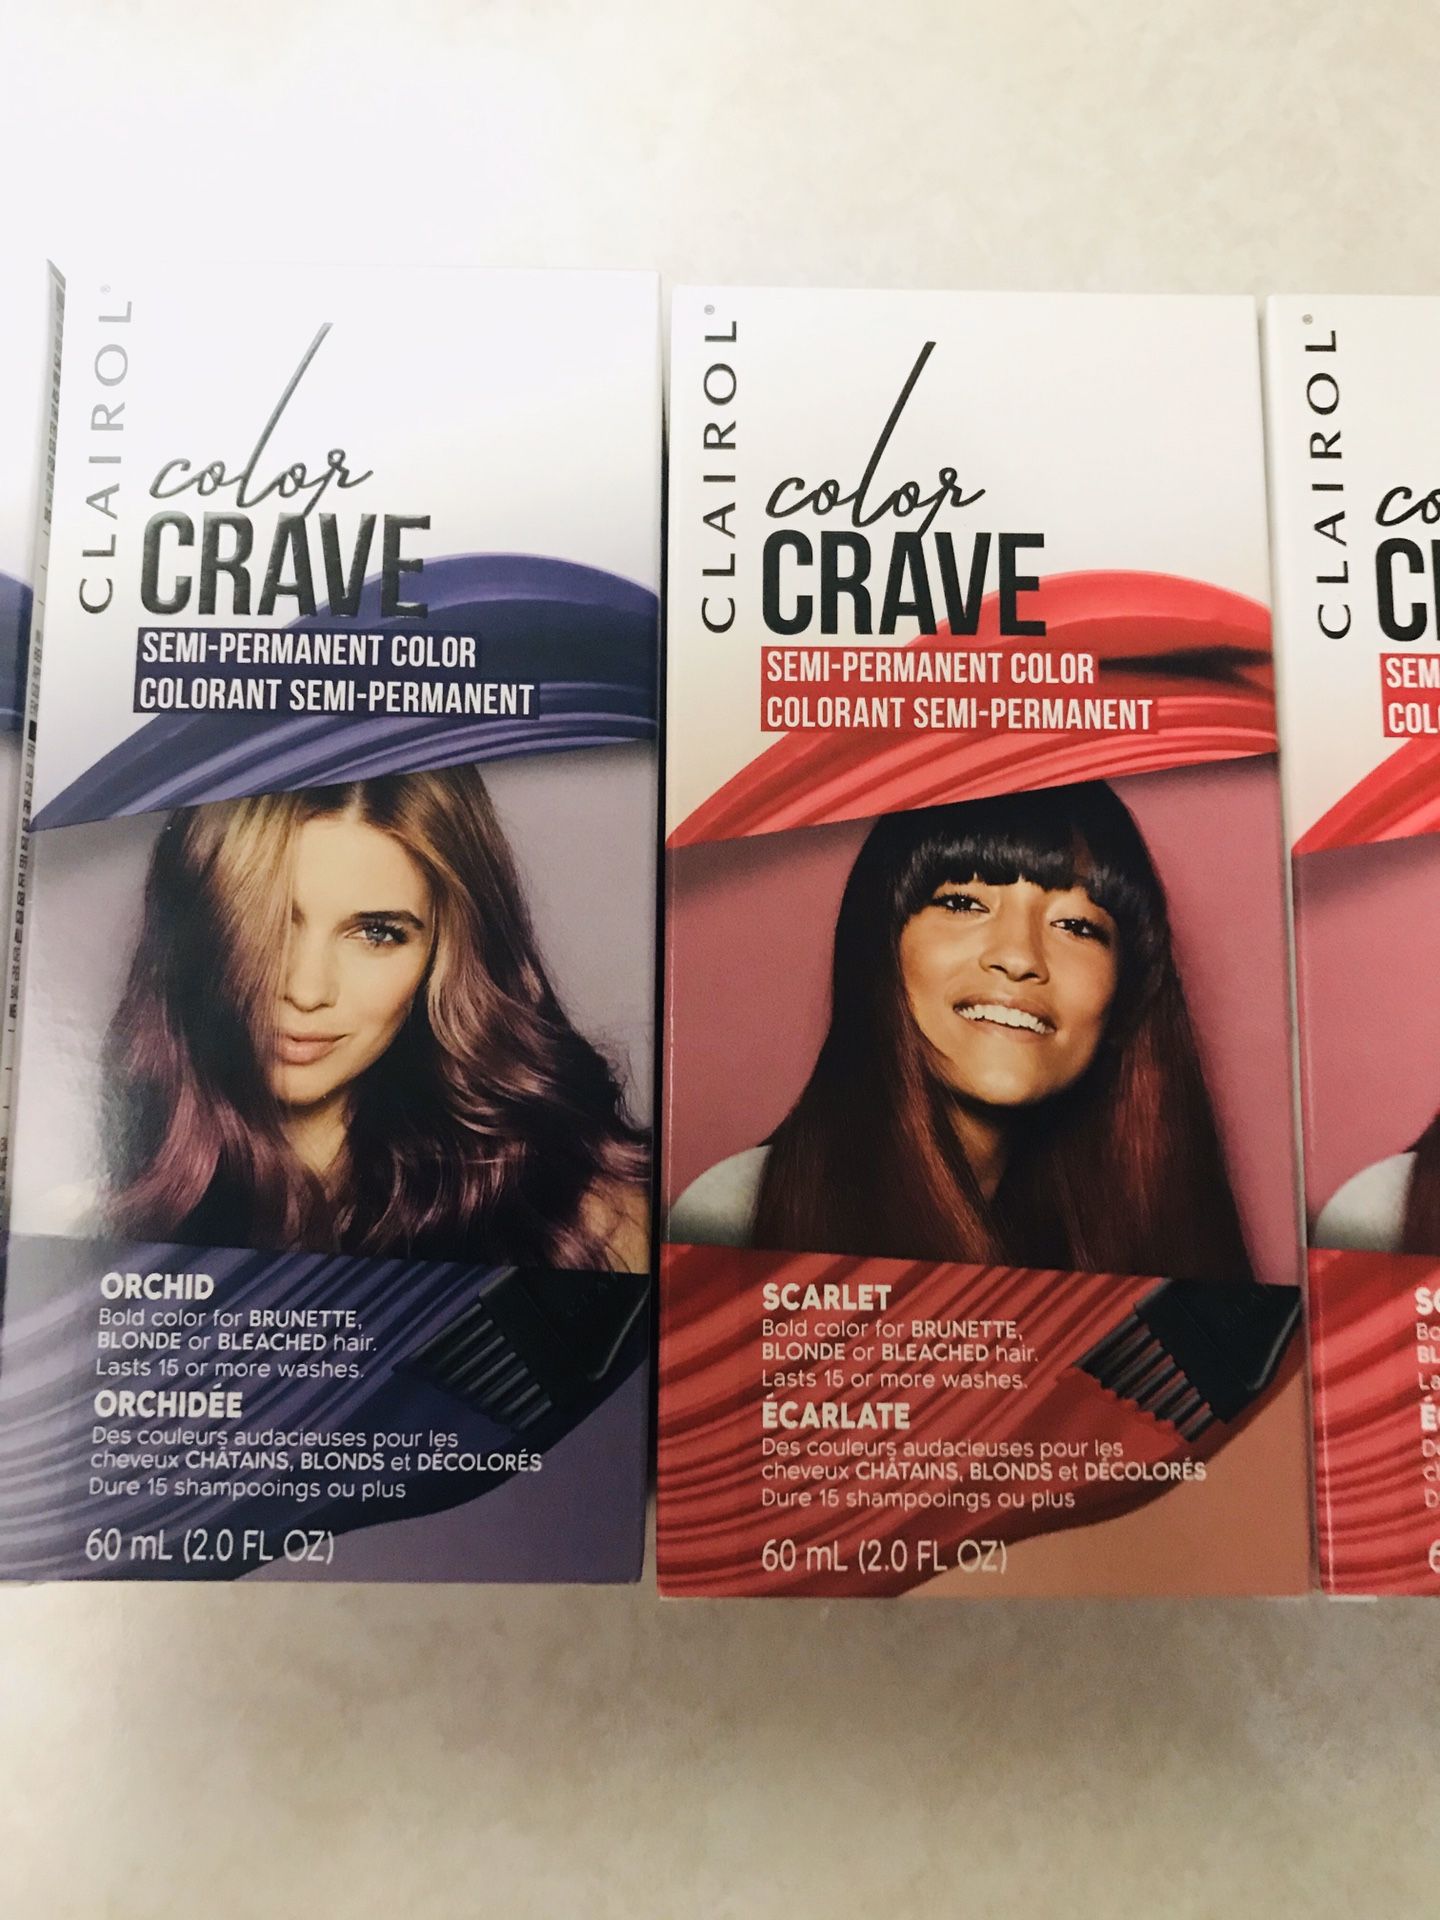 CLAIROL®
color
CRAVE
SEMI-PERMANENT COLOR
COLORANT SEMI-PERMANENT
ORCHID
Bold color for BRUNETTE,
BLONDE or BLEACHED hair.
Lasts 15 or more washes.
ORCHIDÉE
Des couleurs audacieuses pour les
cheveux CHÂTAINS, BLONDS et DÉCOLORÉS
Dure 15 shampooings ou plus
60 mL (2.0 FL OZ)
CLAIROL®
color
CRAVE
SEMI-PERMANENT COLOR
COLORANT SEMI-PERMANENT
SCARLET
Bold color for BRUNETTE,
BLONDE or BLEACHED hair.
Lasts 15 or more washes.
ÉCARLATE
Des couleurs audacieuses pour les
cheveux CHÂTAINS, BLONDS et DÉCOLORÉS
Dure 15 shampooings ou plus
60 mL (2.0 FL OZ)
CLAIROL®